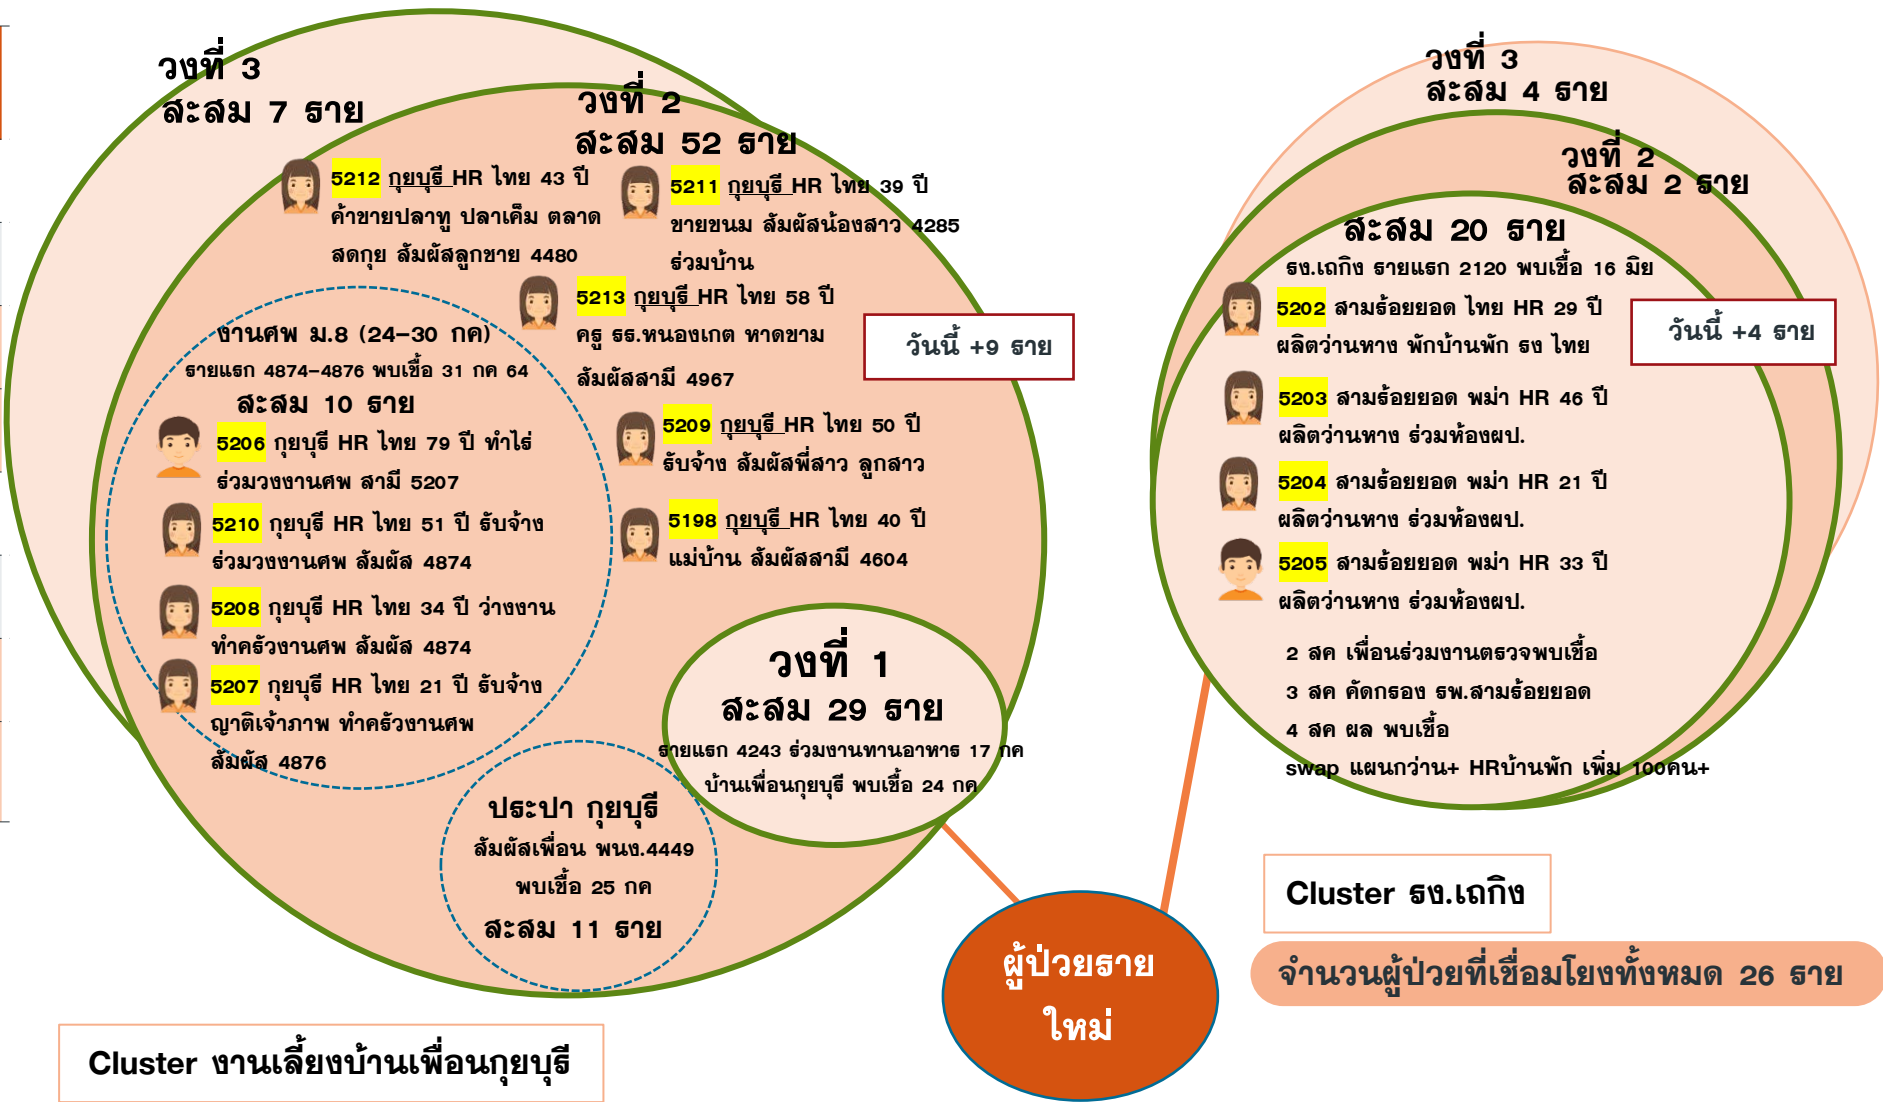 วงที่ 3
สะสม 7 ราย
วงที่ 2
สะสม 52 ราย
5212 กุยบุรี HR ไทย 43 ปี
ค้าขายปลาทู ปลาเค็ม ตลาด
สดกุย สัมผัสลูกชาย 4480
5211 กุยบุรี HR ไทย 39 ปี
ขายขนม สัมผัสน้องสาว 4285
ร่วมบ้าน
5213 กุยบุรี HR ไทย 58 ปี
ครู รร.หนองเกต หาดขาม
สัมผัสสามี 4967
วันนี้ +9 ราย
5209 กุยบุรี HR ไทย 50 ปี
รับจ้าง สัมผัสพี่สาว ลูกสาว
5198 กุยบุรี HR ไทย 40 ปี
แม่บ้าน สัมผัสสามี 4604
งานศพ ม.8 (24-30 กค)
รายแรก 4874-4876 พบเชื้อ 31 กค 64
สะสม 10 ราย
5206 กุยบุรี HR ไทย 79 ปี ทำไร่
ร่วมวงงานศพ สามี 5207
5210 กุยบุรี HR ไทย 51 ปี รับจ้าง
ร่วมวงงานศพ สัมผัส 4874
5208 กุยบุรี HR ไทย 34 ปี ว่างงาน
ทำครัวงานศพ สัมผัส 4874
5207 กุยบุรี HR ไทย 21 ปี รับจ้าง
ญาติเจ้าภาพ ทำครัวงานศพ
สัมผัส 4876
วงที่ 1
สะสม 29 ราย
รายแรก 4243 ร่วมงานทานอาหาร 17 กค
บ้านเพื่อนกุยบุรี พบเชื้อ 24 กค
ประปา กุยบุรี
สัมผัสเพื่อน พนง.4449
พบเชื้อ 25 กค
สะสม 11 ราย
Cluster งานเลี้ยงบ้านเพื่อนกุยบุรี
ผู้ป่วยราย
ใหม่
วงที่ 3
สะสม 4 ราย
วงที่ 2
สะสม 2 ราย
สะสม 20 ราย
รง.เถกิง รายแรก 2120 พบเชื้อ 16 มิย
5202 สามร้อยยอด ไทย HR 29 ปี
ผลิตว่านหาง พักบ้านพัก รง ไทย
วันนี้ +4 ราย
5203 สามร้อยยอด พม่า HR 46 ปี
ผลิตว่านหาง ร่วมห้องผป.
5204 สามร้อยยอด พม่า HR 21 ปี
ผลิตว่านหาง ร่วมห้องผป.
5205 สามร้อยยอด พม่า HR 33 ปี
ผลิตว่านหาง ร่วมห้องผป.
2 สค เพื่อนร่วมงานตรวจพบเชื้อ
3 สค คัดกรอง รพ.สามร้อยยอด
4 สค ผล พบเชื้อ
swap แผนกว่าน+ HRบ้านพัก เพิ่ม 100คน+
Cluster รง.เถกิง
จำนวนผู้ป่วยที่เชื่อมโยงทั้งหมด 26 ราย